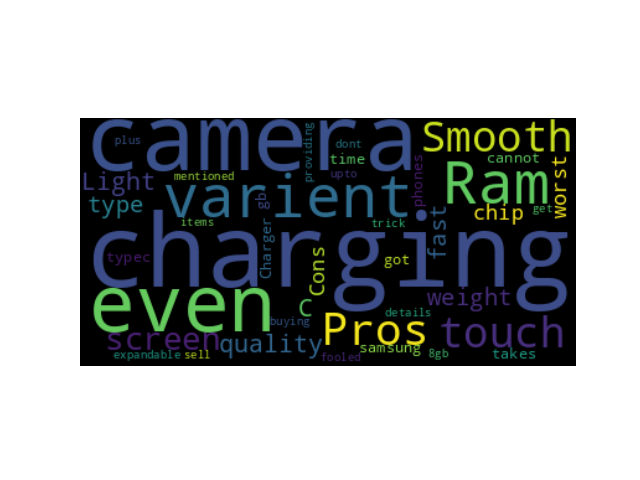 camera
Smooth
plus
providing
dont
time
upto
phones
cannot
worst
Light
mentioned
varient
Ram
type
gb
chip
get
items
trick
fast
charging
Charger
typec
Cons
got
even
C
weight
details
buying
Pros
touch
screen
quality
samsung
8gb
takes
expandable
sell
fooled